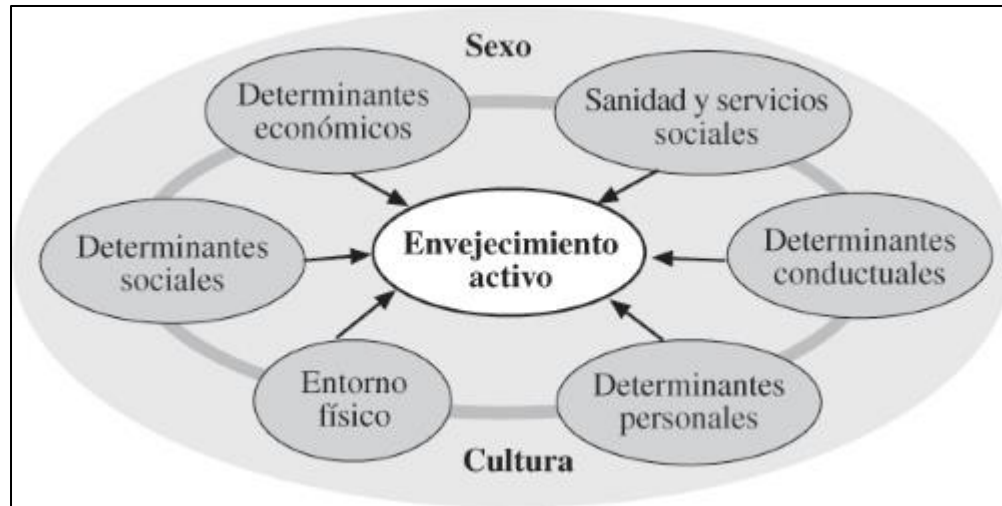 Sexo
Determinantes
económicos
Sanidad y servicios
sociales
Determinantes
sociales
Envejecimiento
activo
Determinantes
conductuales
Entorno
físico
Determinantes
personales
Cultura